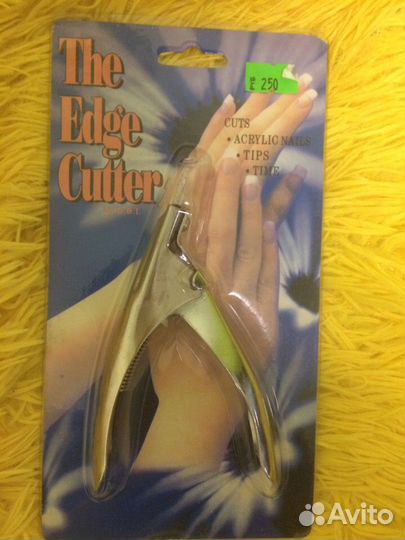 The
Edge
Cutter
250
CUTS
• ACRYLIC NAILS
• TIPS
• TIME
Avito